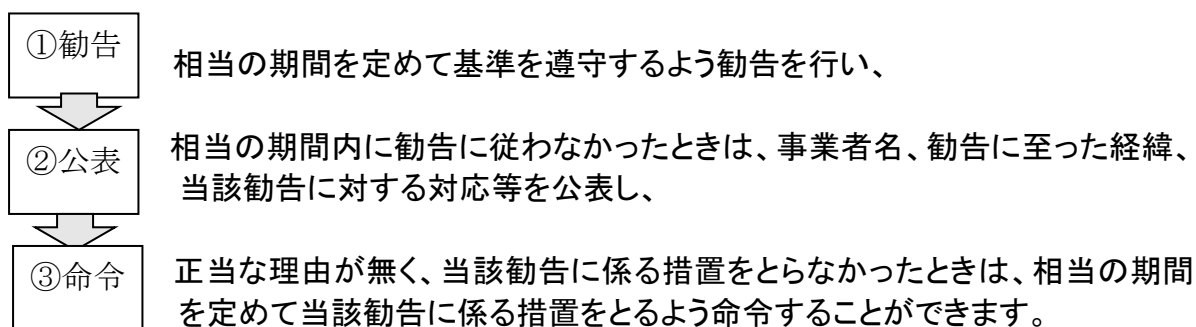 ①勧告
相当の期間を定めて基準を遵守するよう勧告を行い、
②公表
相当の期間内に勧告に従わなかったときは、事業者名、勧告に至った経緯、
当該勧告に対する対応等を公表し、
③命令
正当な理由が無く、当該勧告に係る措置をとらなかったときは、相当の期間
を定めて当該勧告に係る措置をとるよう命令することができます。